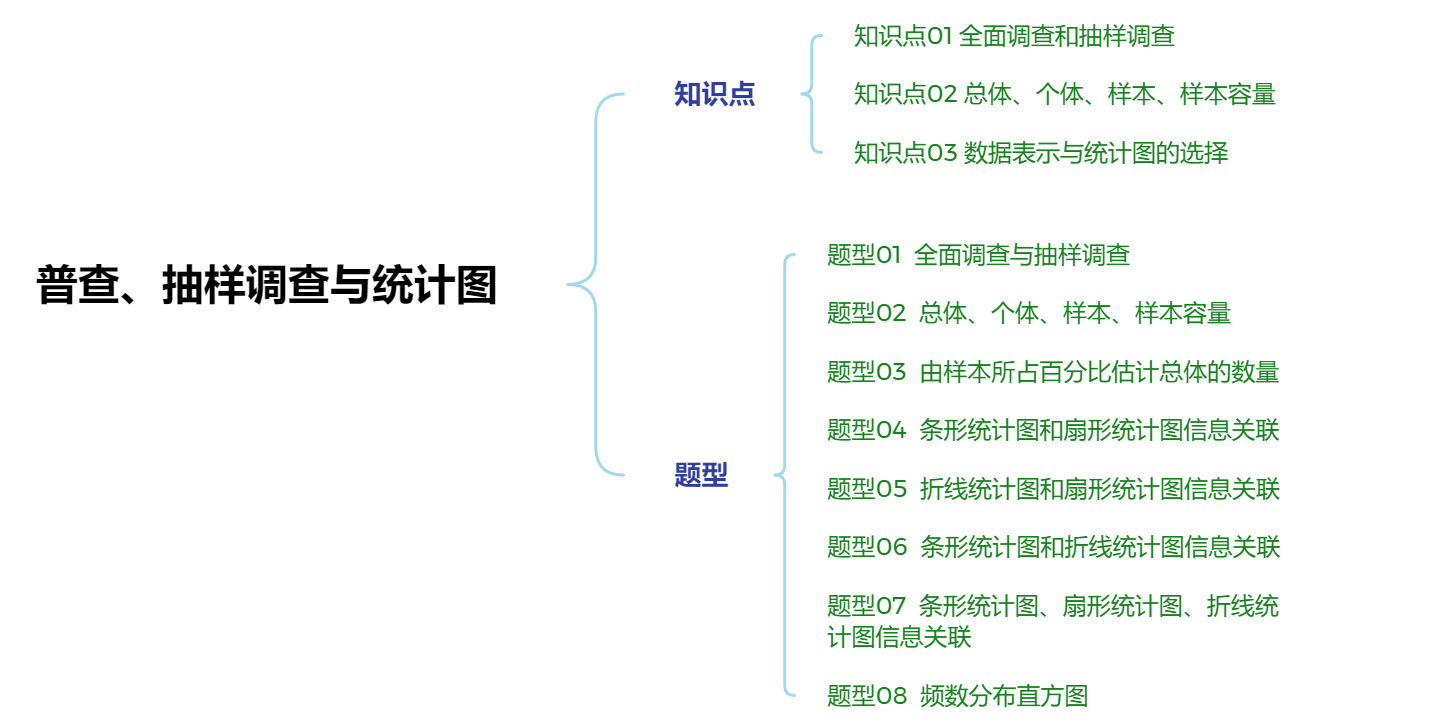 普查、抽样调查与统计图
知识点
知识点01 全面调查和抽样调查
知识点02 总体、个体、样本、样本容量
知识点03 数据表示与统计图的选择
题型
题型01 全面调查与抽样调查
题型02 总体、个体、样本、样本容量
题型03 由样本所占百分比估计总体的数量
题型04 条形统计图和扇形统计图信息关联
题型05 折线统计图和扇形统计图信息关联
题型06 条形统计图和折线统计图信息关联
题型07 条形统计图、扇形统计图、折线统
计图信息关联
题型08 频数分布直方图